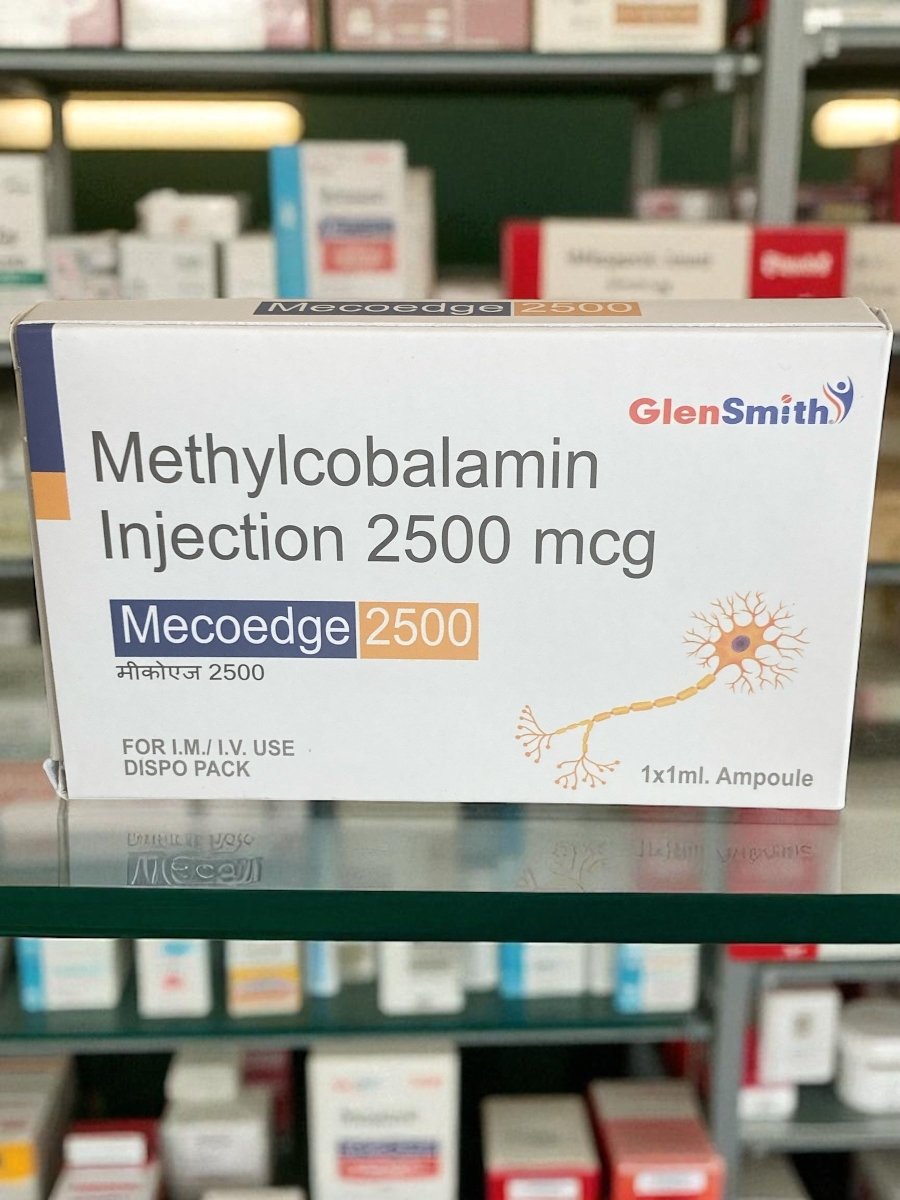 Mecoedge 2500
GlenSmith
Methylcobalamin
Injection 2500 mcg
Mecoedge 2500
मीकोएज 2500
FOR I.M./ I.V. USE
DISPO PACK
1x1ml. Ampoule